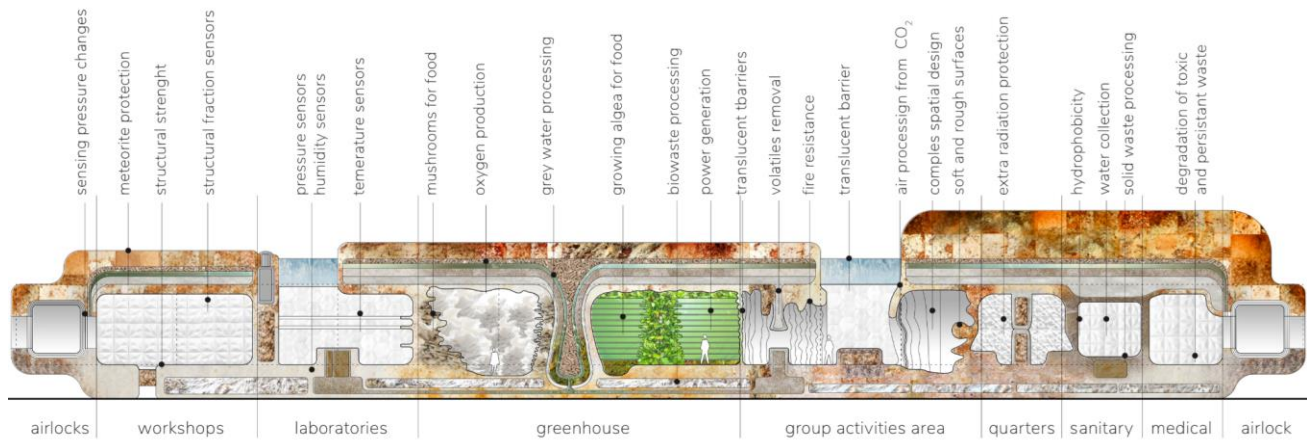 sensing pressure changes
meteorite protection
structural strenght
structural fraction sensors
pressure sensors
humidity sensors
temerature sensors
mushrooms for food
oxygen production
grey water processing
growing algea for food
biowaste processing
power generation
translucent tbarriers
volatiles removal
fire resistance
translucent barrier
air processign from CO₂
comples spatial design
soft and rough surfaces
extra radiation protection
hydrophobicity
water collection
solid waste processing
degradation of toxic
and persistant waste
airlocks
workshops
laboratories
greenhouse
group activities area
quarters
sanitary
medical
airlock